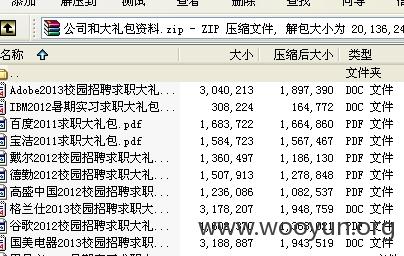 添加 解压到 测试 查看 删除 查找 向导
公司和大礼包资料.zip - ZIP 压缩文件, 解包大小为 20,136,24
名称 大小 压缩后大小 类型
.. 文件夹
Adobe2013校园招聘求职大礼... 3,040,213 1,897,390 DOC 文件
IBM2012暑期实习求职大礼包... 308,224 164,772 DOC 文件
百度2011求职大礼包.pdf 1,683,722 1,664,860 PDF 文件
宝洁2011求职大礼包.pdf 1,584,723 1,567,467 PDF 文件
戴尔2012校园招聘求职大礼... 1,360,497 1,186,130 PDF 文件
德勤2012校园招聘求职大礼... 1,507,913 1,278,848 PDF 文件
高盛中国2012校园招聘求职... 1,236,086 1,082,537 PDF 文件
格兰仕2013校园招聘求职大... 3,178,207 1,948,759 DOC 文件
谷歌2012校园招聘求职大礼... PDF 文件
www.wooyun.org
国美电器2013校园招聘求职... 3,188,887 1,943,519 DOC 文件